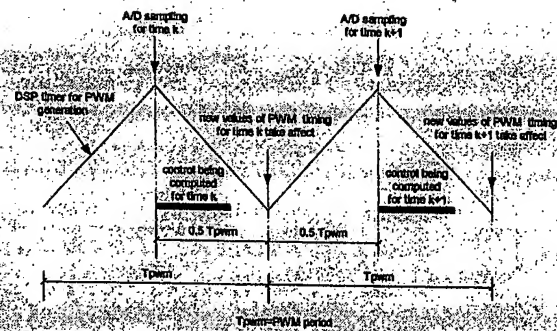 A/D sampling
for time k
A/D sampling
for time k+1
DSP timer for PWM
generation
new values of PWM timing
for time k take affect
new values of PWM timing
for time k+1 take affect
control being
computed
for time k
control being
computed
for time k+1
0.5 Tpwm
0.5 Tpwm
Tpwm
Tpwm
Tpwm=PWM period